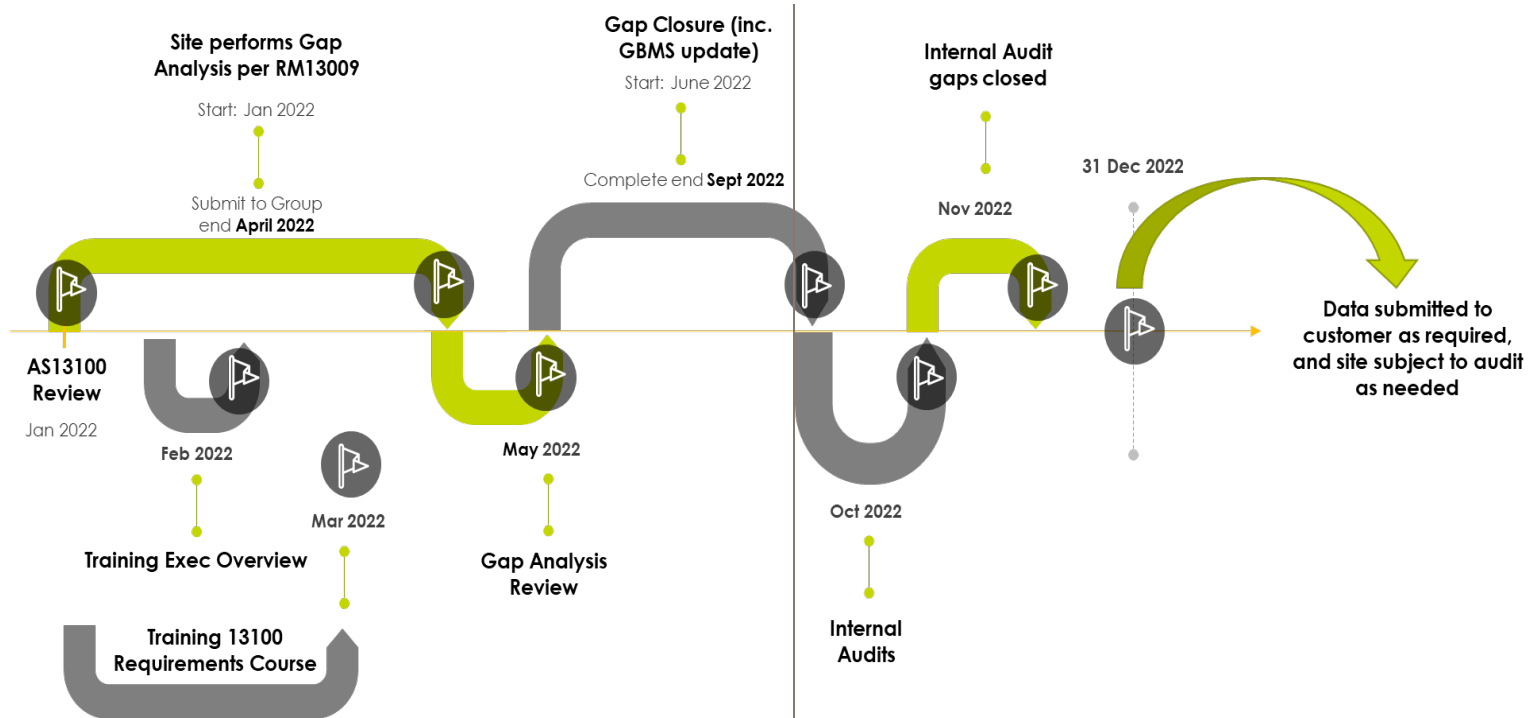 Site performs Gap
Analysis per RM13009
Start: Jan 2022
Submit to Group
end April 2022
Gap Closure (inc.
GBMS update)
Start: June 2022
Complete end Sept 2022
Internal Audit
gaps closed
Nov 2022
31 Dec 2022
Data submitted to
customer as required,
and site subject to audit
as needed
AS13100
Review
Jan 2022
Feb 2022
Training Exec Overview
Mar 2022
Training 13100
Requirements Course
May 2022
Gap Analysis
Review
Oct 2022
Internal
Audits